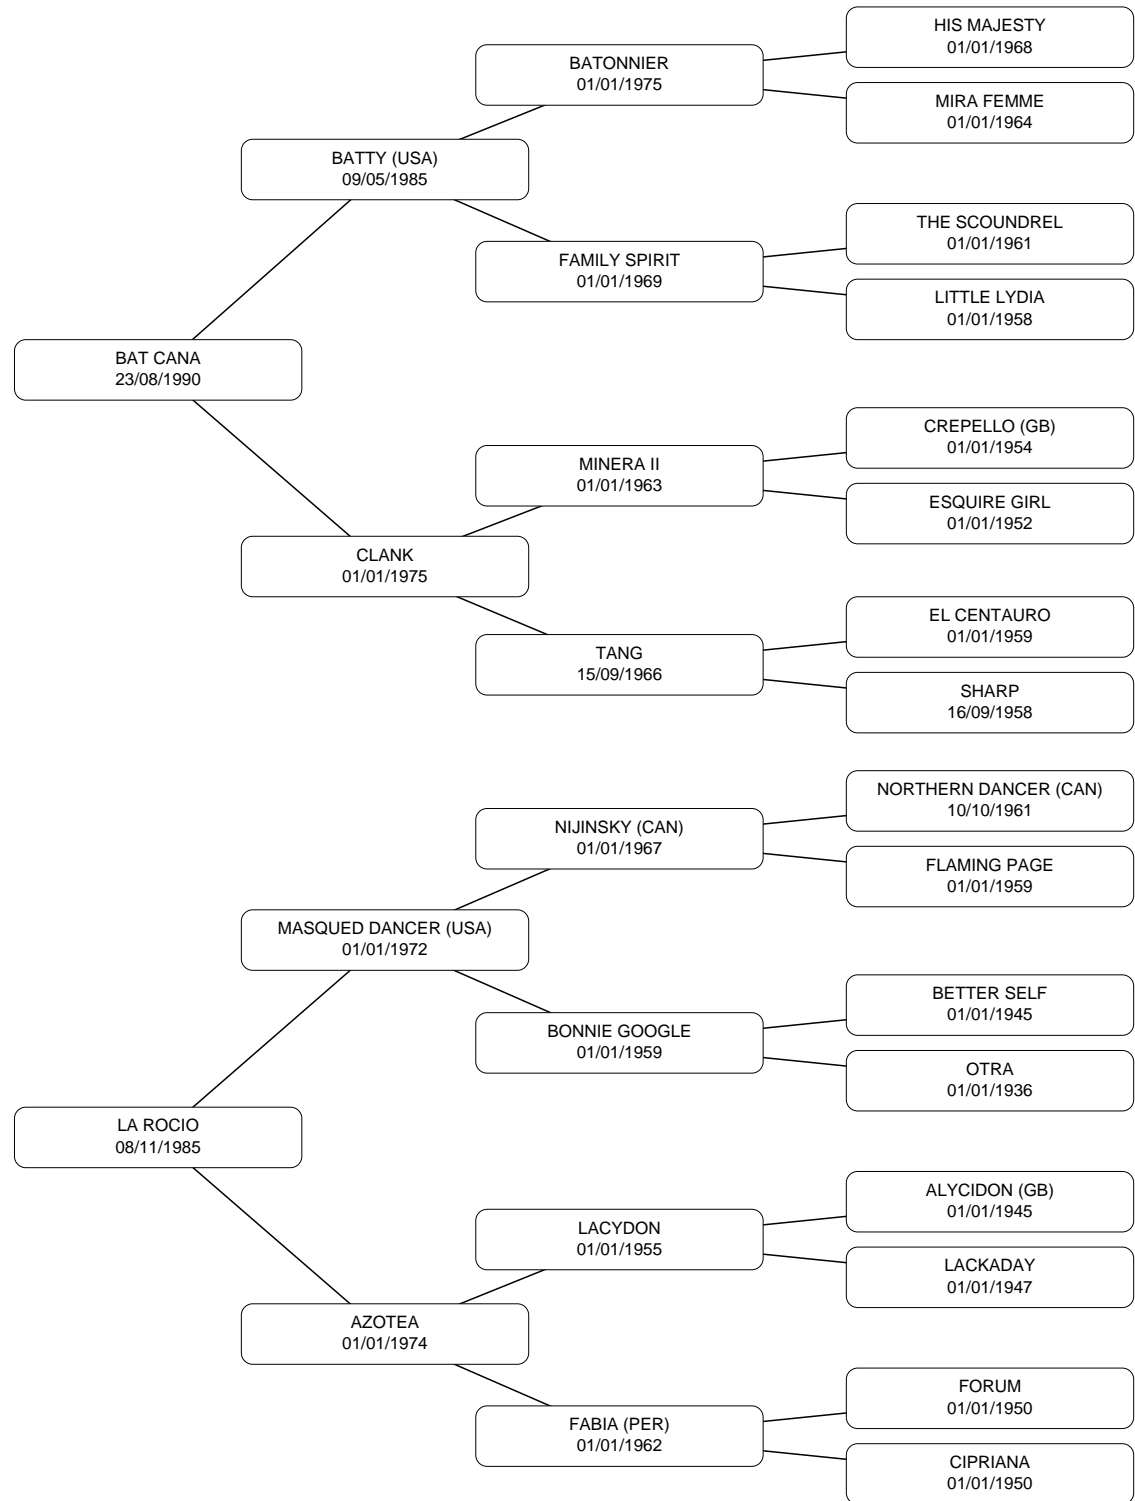 HIS MAJESTY
01/01/1968
BATONNIER
01/01/1975
MIRA FEMME
01/01/1964
BATTY (USA)
09/05/1985
THE SCOUNDREL
01/01/1961
FAMILY SPIRIT
01/01/1969
LITTLE LYDIA
01/01/1958
BAT CANA
23/08/1990
CREPELLO (GB)
01/01/1954
MINERA II
01/01/1963
ESQUIRE GIRL
01/01/1952
CLANK
01/01/1975
EL CENTAURO
01/01/1959
TANG
15/09/1966
SHARP
16/09/1958
NORTHERN DANCER (CAN)
10/10/1961
NIJINSKY (CAN)
01/01/1967
FLAMING PAGE
01/01/1959
MASQUED DANCER (USA)
01/01/1972
BETTER SELF
01/01/1945
BONNIE GOOGLE
01/01/1959
OTRA
01/01/1936
LA ROCIO
08/11/1985
ALYCIDON (GB)
01/01/1945
LACYDON
01/01/1955
LACKADAY
01/01/1947
AZOTEA
01/01/1974
FORUM
01/01/1950
FABIA (PER)
01/01/1962
CIPRIANA
01/01/1950